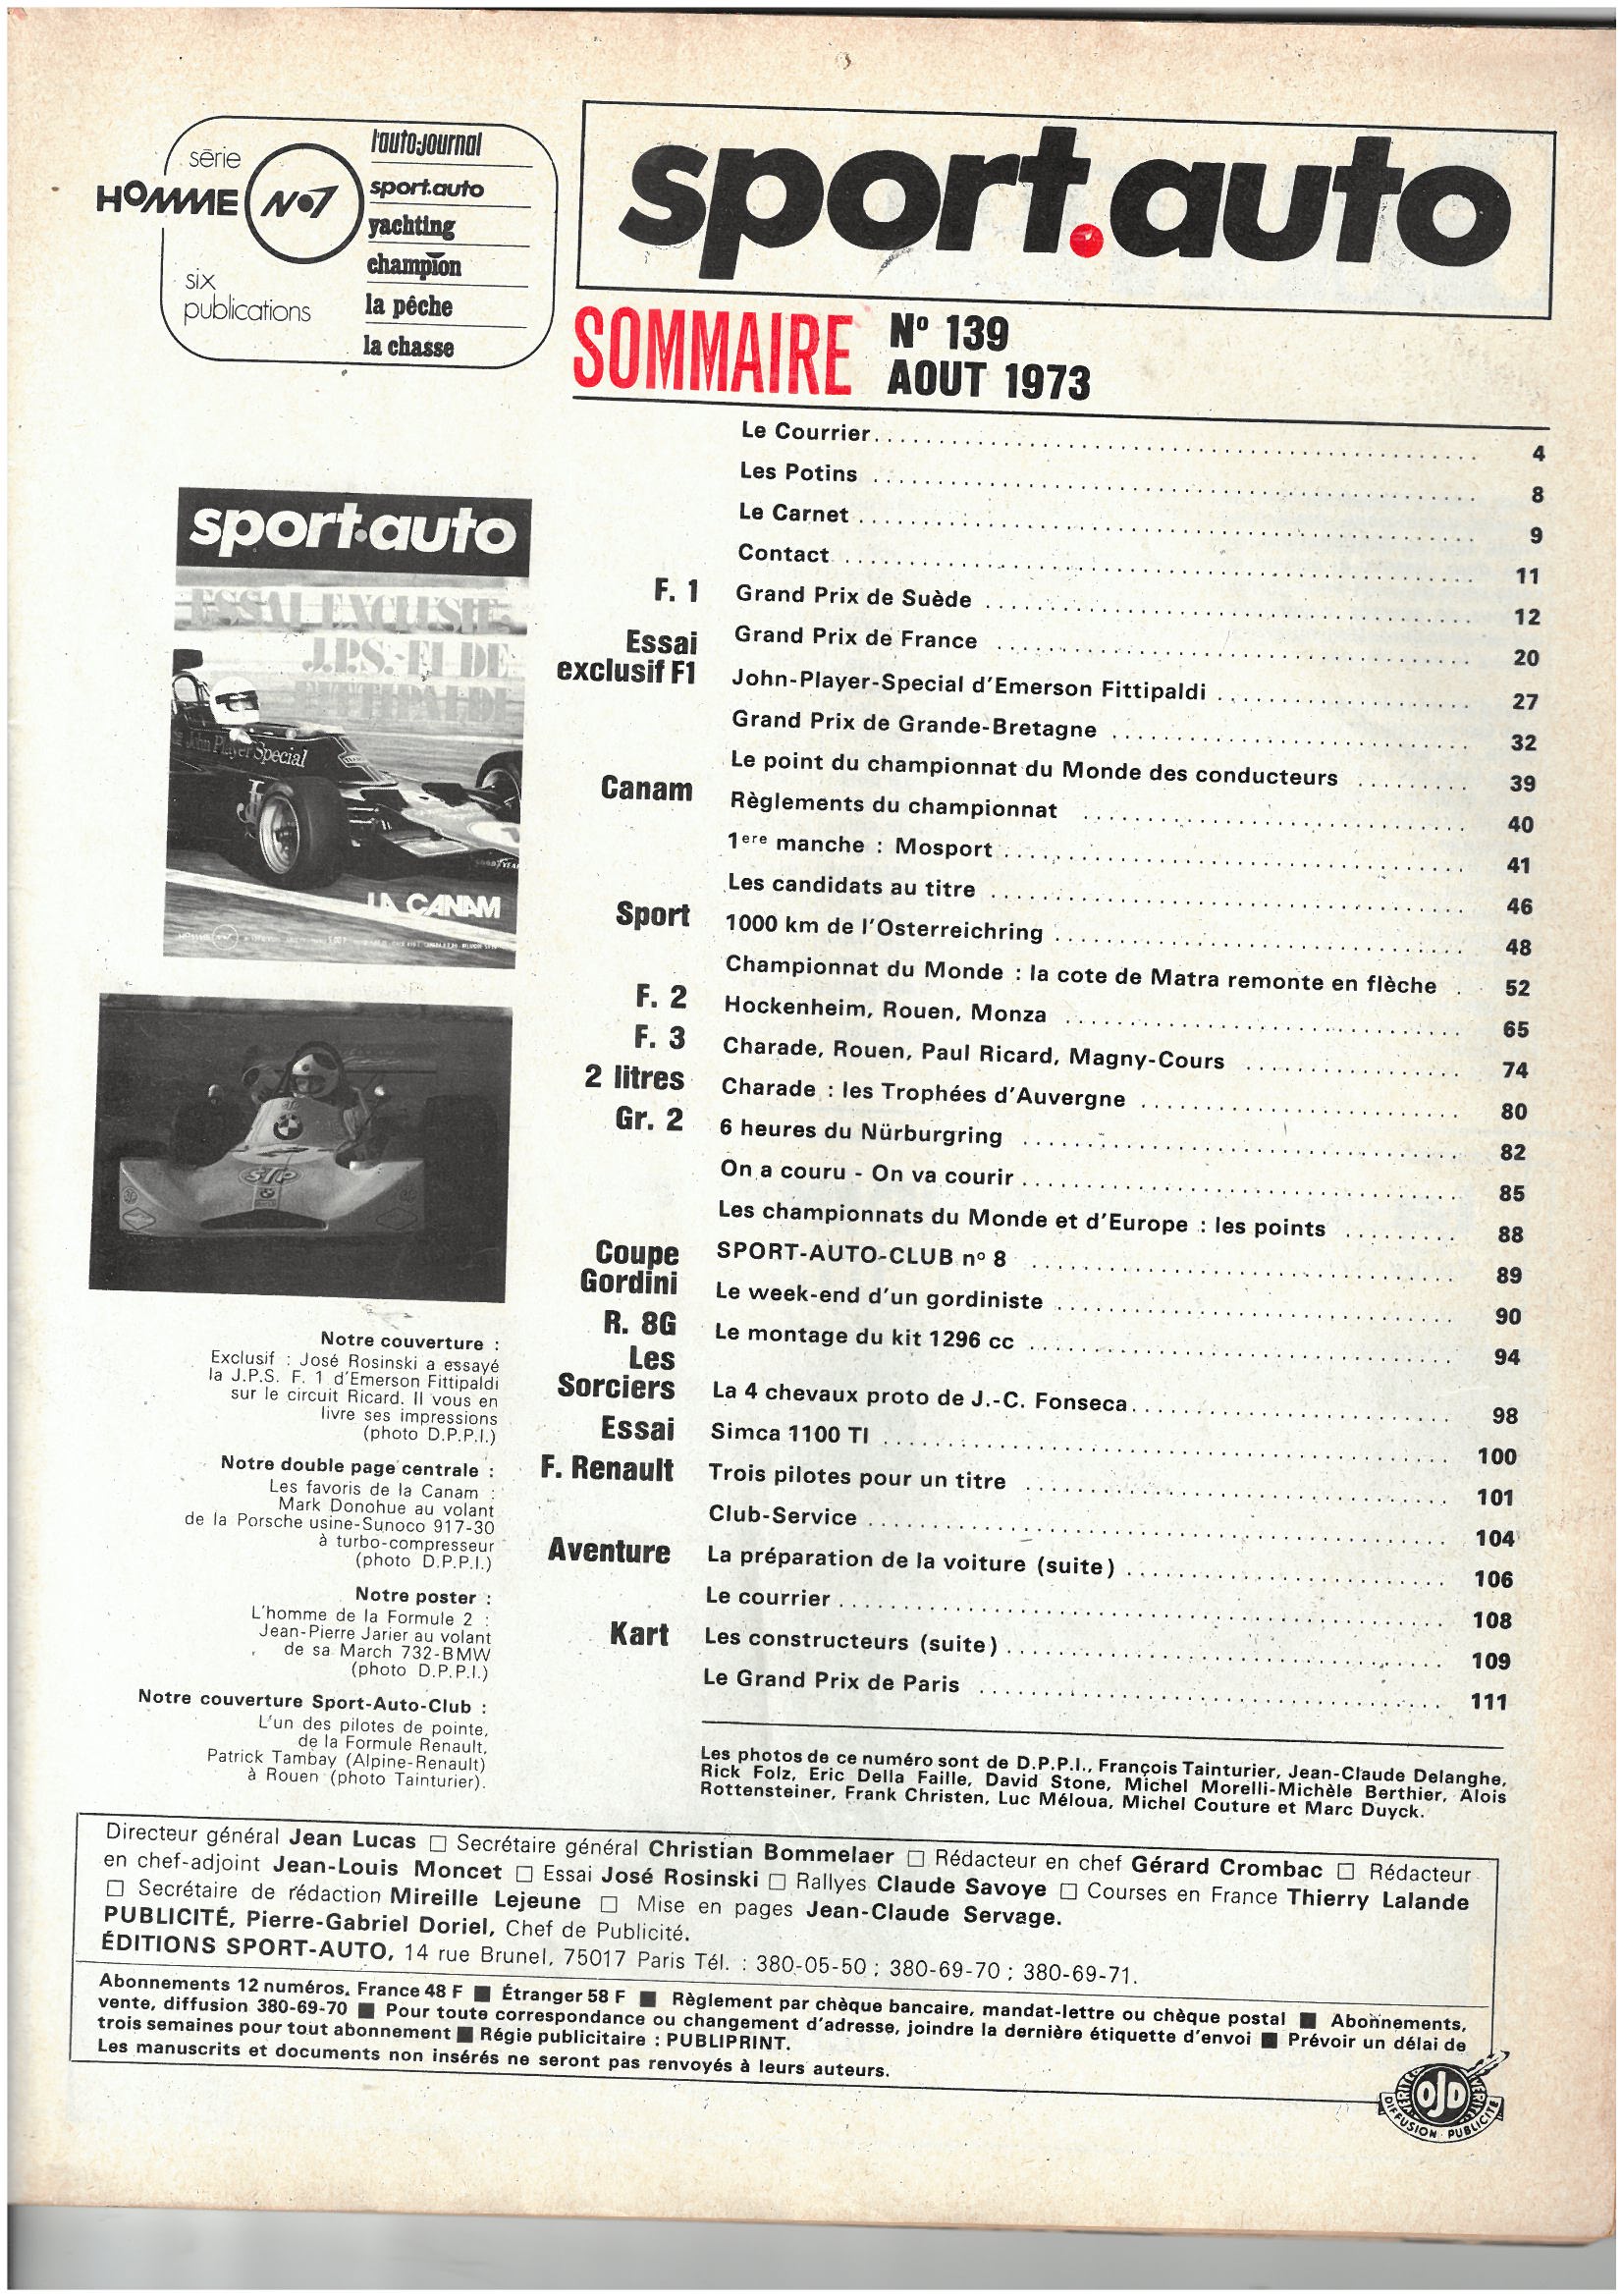 série
HOMME N°1
six
publications
l'auto-journal
sport.auto
yachting
champion
la pêche
la chasse
sport.auto
SOMMAIRE
N° 139
AOUT 1973
Le Courrier 4
Les Potins 8
Le Carnet 9
Contact 11
F. 1 Grand Prix de Suède 12
Grand Prix de France 20
Essai
exclusif F1 John-Player-Special d'Emerson Fittipaldi 27
Grand Prix de Grande-Bretagne 32
Le point du championnat du Monde des conducteurs 39
Canam Règlements du championnat 40
1ere manche : Mosport 41
Les candidats au titre 46
Sport 1000 km de l'Osterreichring 48
Championnat du Monde : la cote de Matra remonte en flèche 52
F. 2 Hockenheim, Rouen, Monza 65
F. 3 Charade, Rouen, Paul Ricard, Magny-Cours 74
2 litres Charade : les Trophées d'Auvergne 80
Gr. 2 6 heures du Nürburgring 82
On a couru - On va courir 85
Les championnats du Monde et d'Europe : les points 88
SPORT-AUTO-CLUB n° 8 89
Coupe
Gordini Le week-end d'un gordiniste 90
R. 8G Le montage du kit 1296 cc 94
Les
Sorciers La 4 chevaux proto de J.-C. Fonseca 98
Essai Simca 1100 TI 100
F. Renault Trois pilotes pour un titre 101
Club-Service 104
Aventure La préparation de la voiture (suite) 106
Le courrier 108
Kart Les constructeurs (suite) 109
Le Grand Prix de Paris 111
sport.auto
ESSAI EXCLUSIF
J.P.S.-F1 DE
FITTIPALDI
John Player Special
GOODYEAR
LA CANAM
STP
Notre couverture :
Exclusif : José Rosinski a essayé
la J.P.S. F. 1 d'Emerson Fittipaldi
sur le circuit Ricard. Il vous en
livre ses impressions
(photo D.P.P.I.)
Notre double page centrale :
Les favoris de la Canam :
Mark Donohue au volant
de la Porsche usine-Sunoco 917-30
à turbo-compresseur
(photo D.P.P.I.)
Notre poster :
L'homme de la Formule 2 :
Jean-Pierre Jarier au volant
de sa March 732-BMW
(photo D.P.P.I.)
Notre couverture Sport-Auto-Club :
L'un des pilotes de pointe,
de la Formule Renault,
Patrick Tambay (Alpine-Renault)
à Rouen (photo Tainturier).
Les photos de ce numéro sont de D.P.P.I., François Tainturier, Jean-Claude Delanghe,
Rick Folz, Eric Della Faille, David Stone, Michel Morelli-Michèle Berthier, Alois
Rottensteiner, Frank Christen, Luc Méloua, Michel Couture et Marc Duyck.
Directeur général Jean Lucas □ Secrétaire général Christian Bommelaer □ Rédacteur en chef Gérard Crombac □ Rédacteur
en chef-adjoint Jean-Louis Moncet □ Essai José Rosinski □ Rallyes Claude Savoye □ Courses en France Thierry Lalande
□ Secrétaire de rédaction Mireille Lejeune □ Mise en pages Jean-Claude Servage.
PUBLICITÉ, Pierre-Gabriel Doriel, Chef de Publicité.
ÉDITIONS SPORT-AUTO, 14 rue Brunel, 75017 Paris Tél. : 380-05-50 ; 380-69-70 ; 380-69-71.
Abonnements 12 numéros. France 48 F ■ Étranger 58 F ■ Règlement par chèque bancaire, mandat-lettre ou chèque postal ■ Abonnements,
vente, diffusion 380-69-70 ■ Pour toute correspondance ou changement d'adresse, joindre la dernière étiquette d'envoi ■ Prévoir un délai de
trois semaines pour tout abonnement ■ Régie publicitaire : PUBLIPRINT.
Les manuscrits et documents non insérés ne seront pas renvoyés à leurs auteurs.
OJD
DIFFUSION PUBLICITÉ